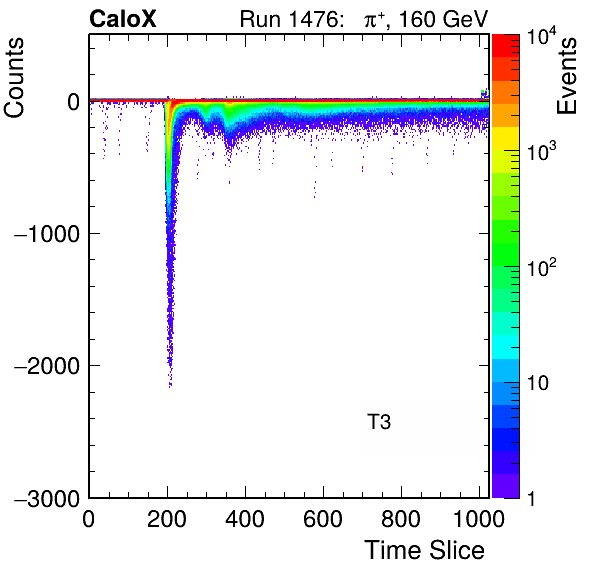 CaloX Run 1476: π⁺, 160 GeV
Counts
Events
0
−1000
−2000
−3000
0 200 400 600 800 1000
Time Slice
T3
10⁴
10³
10²
10
1